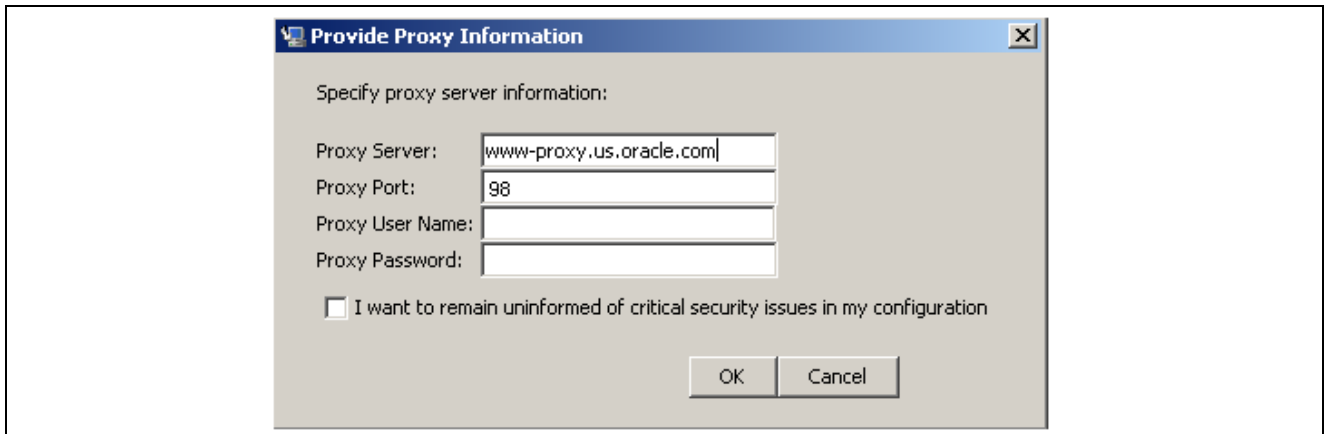 Provide Proxy Information
Specify proxy server information:
Proxy Server: www-proxy.us.oracle.com
Proxy Port: 98
Proxy User Name:
Proxy Password:
I want to remain uninformed of critical security issues in my configuration
OK Cancel